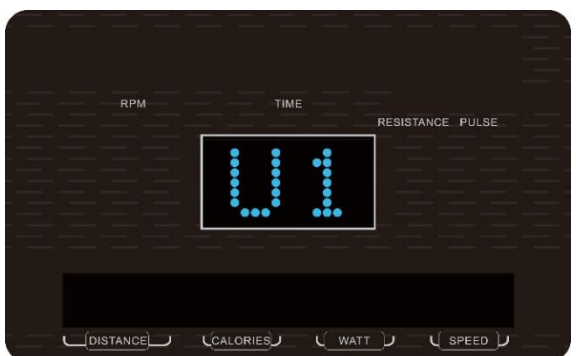 RPM TIME
RESISTANCE PULSE
U1
DISTANCE CALORIES WATT SPEED